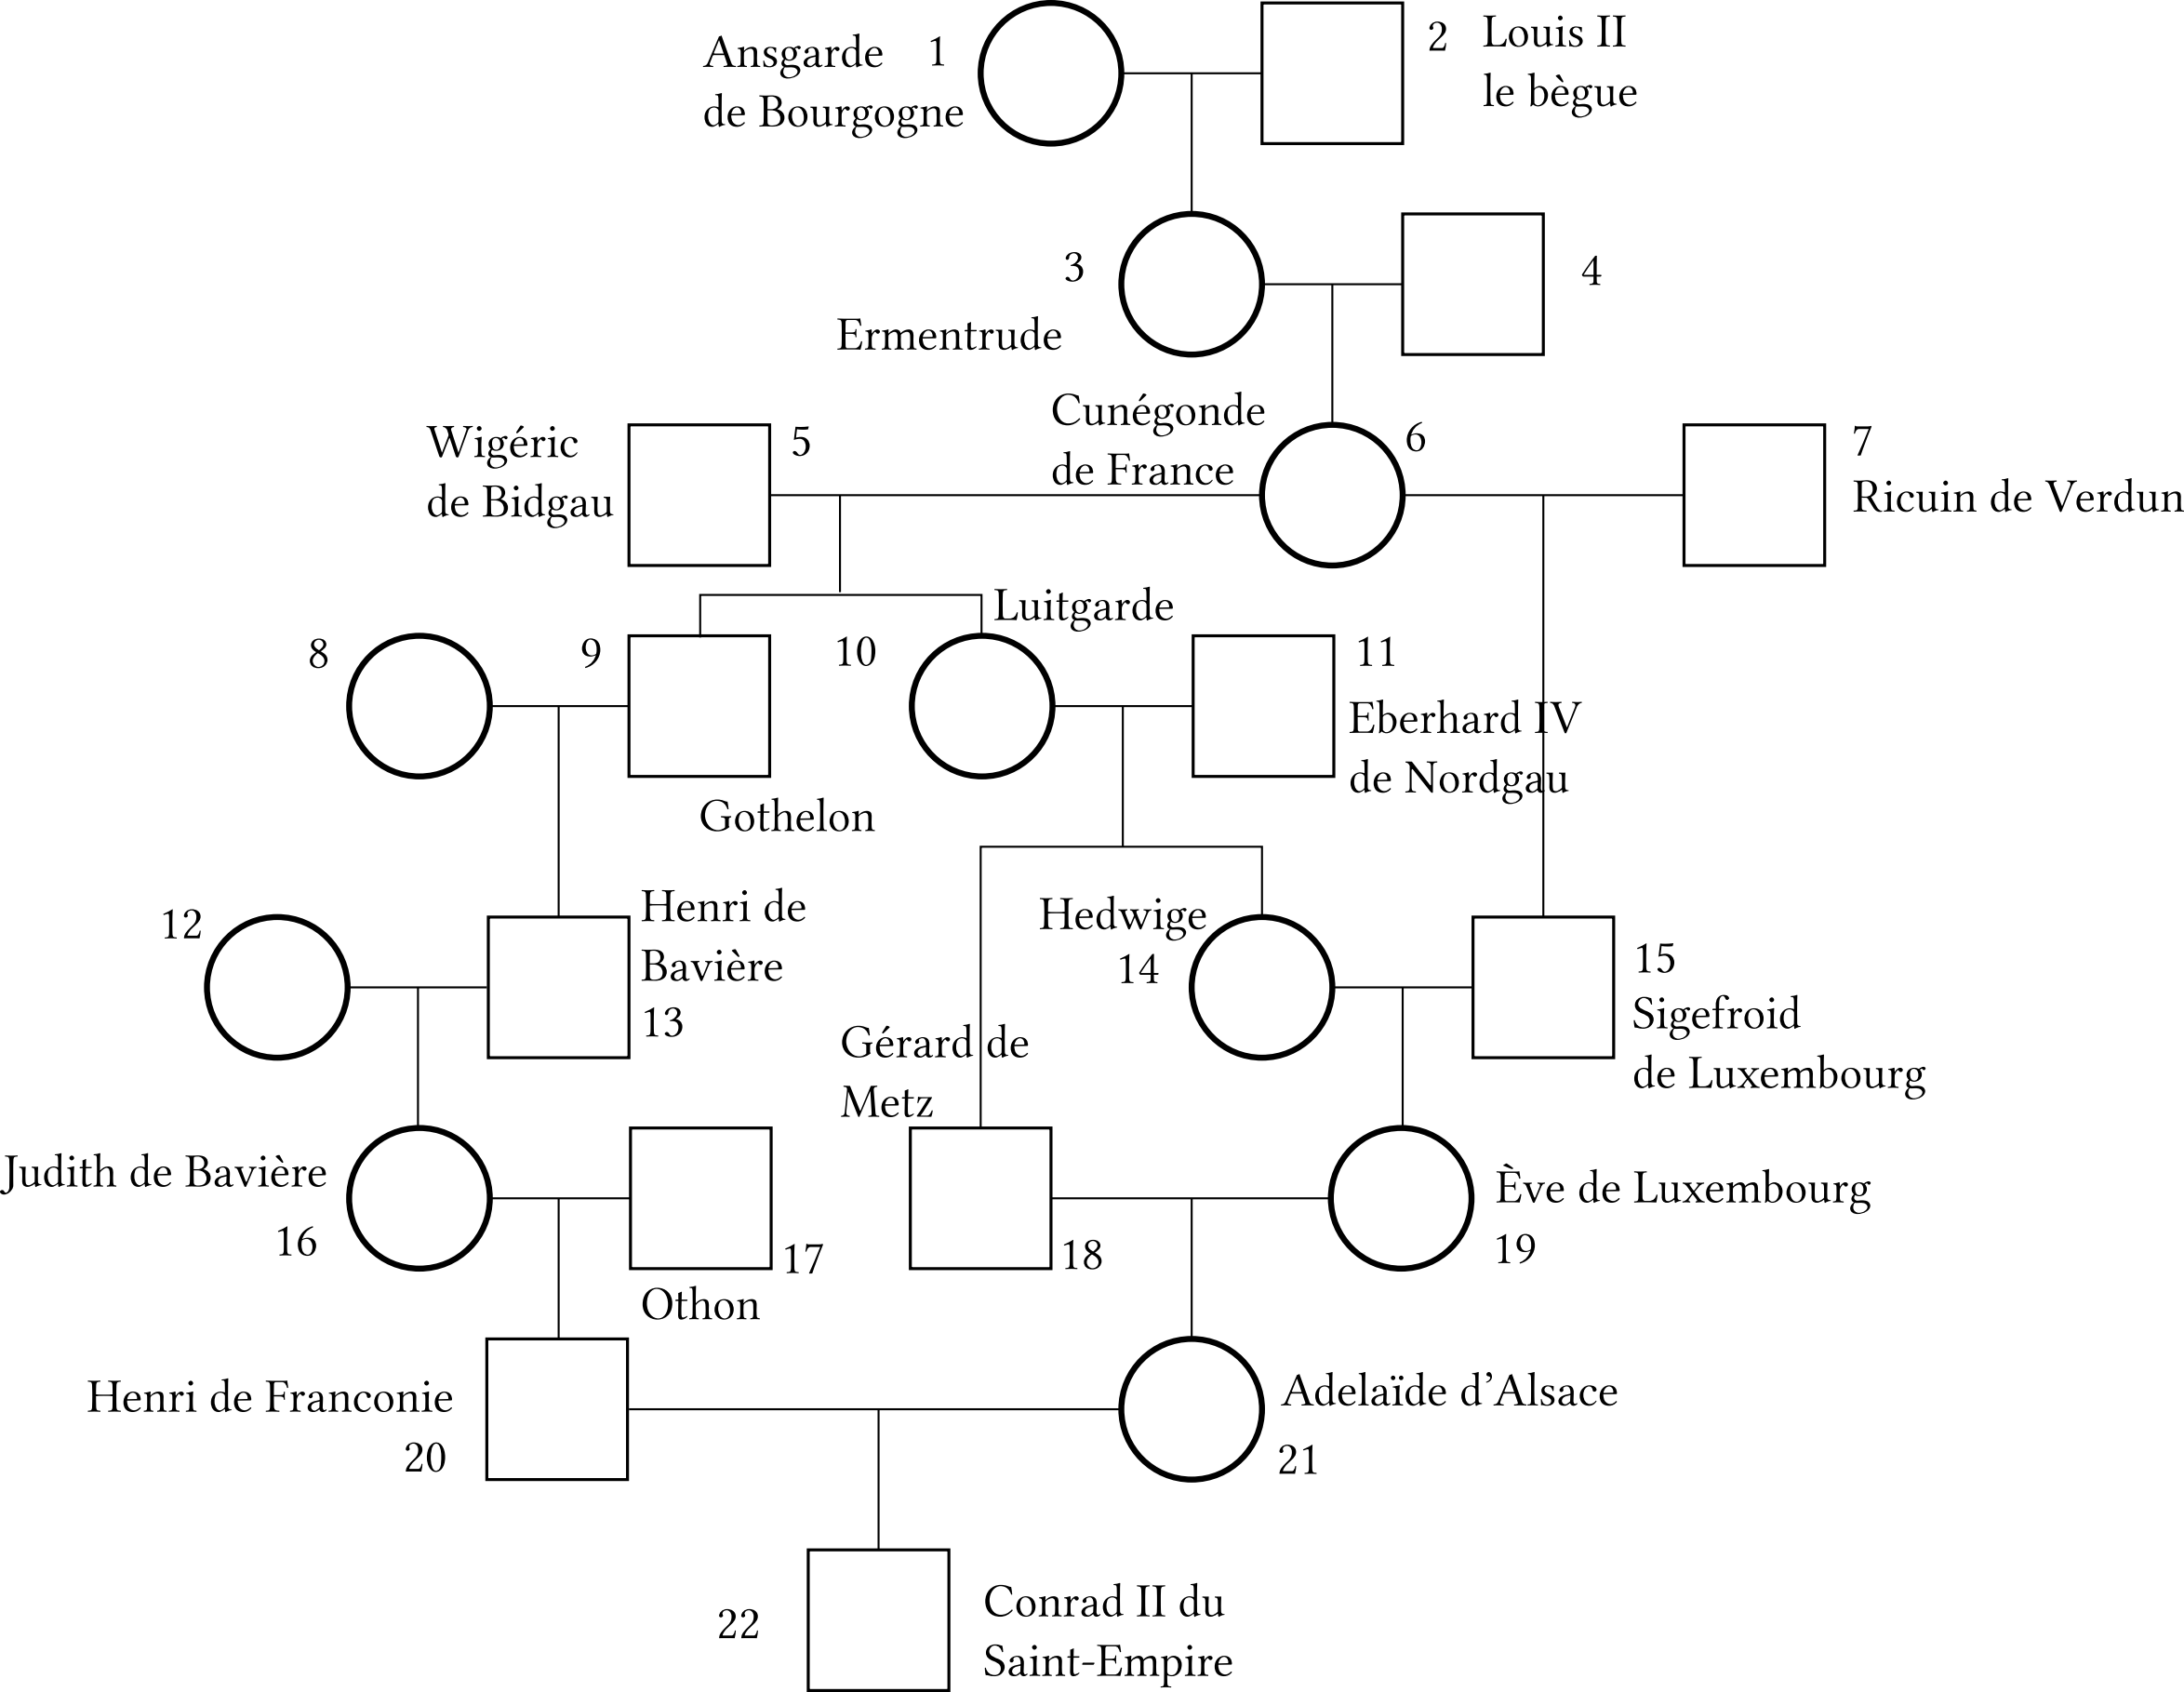 Ansgarde 1
de Bourgogne
2 Louis II
le bègue
3
Ermentrude
4
Wigéric
de Bidgau
5
Cunégonde
de France
6
7
Ricuin de Verdun
8
9
Gothelon
10
Luitgarde
11
Eberhard IV
de Nordgau
12
Henri de
Bavière
13
Hedwige
14
15
Sigefroid
de Luxembourg
Judith de Bavière
16
17
Othon
Gérard de
Metz
18
Ève de Luxembourg
19
Henri de Franconie
20
Adelaïde d’Alsace
21
22
Conrad II du
Saint-Empire